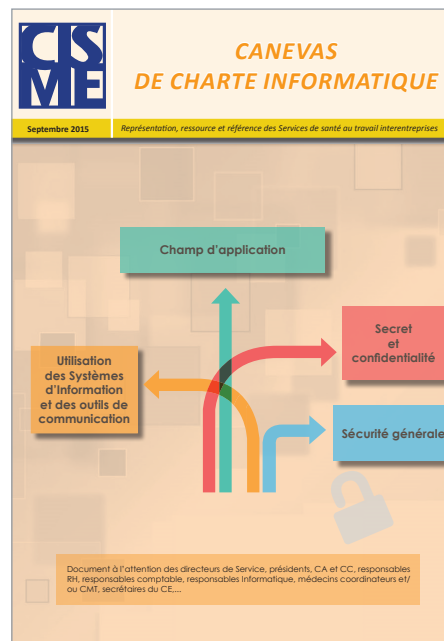 CIS
ME
CANEVAS
DE CHARTE INFORMATIQUE
Septembre 2015
Représentation, ressource et référence des Services de santé au travail interentreprises
Champ d'application
Secret
et
confidentialité
Utilisation
des Systèmes
d'Information
et des outils de
communication
Sécurité générale
Document à l'attention des directeurs de Service, présidents, CA et CC, responsables
RH, responsables comptable, responsables Informatique, médecins coordinateurs et/
ou CMT, secrétaires du CE,...